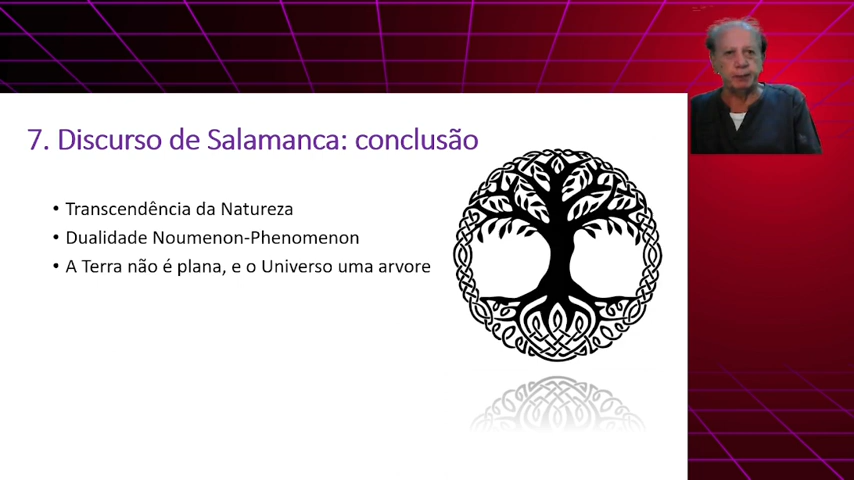 7. Discurso de Salamanca: conclusão
• Transcendência da Natureza
• Dualidade Noumenon-Phenomenon
• A Terra não é plana, e o Universo uma arvore